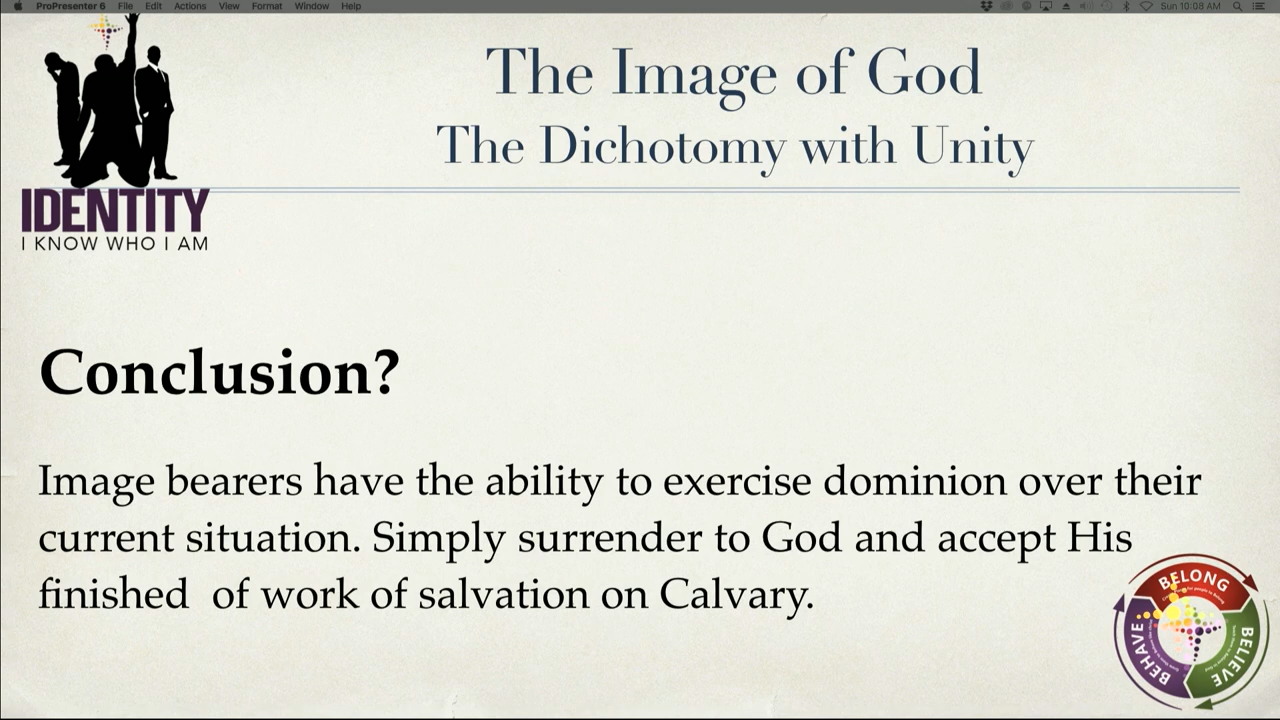 ProPresenter 6 File Edit Actions View Format Window Help Sun 10:08 AM
The Image of God
The Dichotomy with Unity
IDENTITY
I KNOW WHO I AM
Conclusion?
Image bearers have the ability to exercise dominion over their
current situation. Simply surrender to God and accept His
finished  of work of salvation on Calvary.
BELONG
BELIEVE
BEHAVE